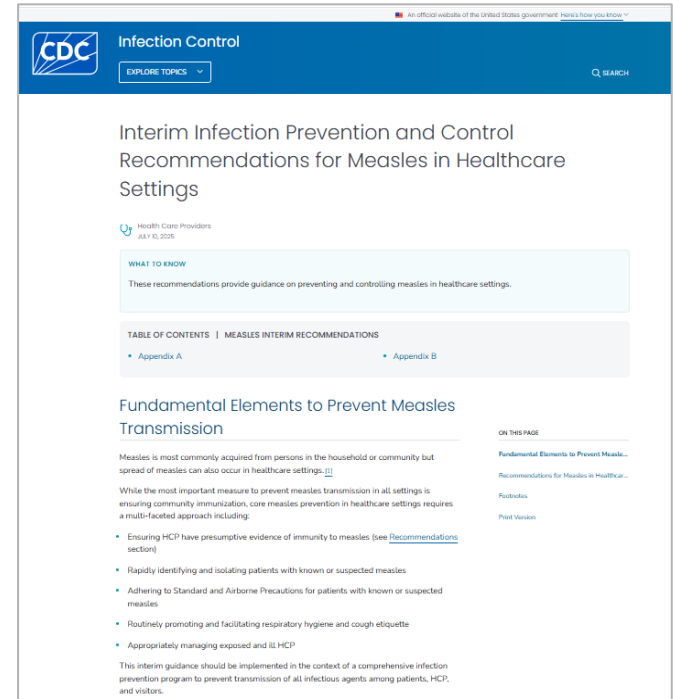 An official website of the United States government Here's how you know
CDC
Infection Control
EXPLORE TOPICS
SEARCH
Interim Infection Prevention and Control
Recommendations for Measles in Healthcare
Settings
Health Care Providers
JULY 10, 2025
WHAT TO KNOW
These recommendations provide guidance on preventing and controlling measles in healthcare settings.
TABLE OF CONTENTS | MEASLES INTERIM RECOMMENDATIONS
• Appendix A
• Appendix B
Fundamental Elements to Prevent Measles
Transmission
Measles is most commonly acquired from persons in the household or community but
spread of measles can also occur in healthcare settings.[1]
While the most important measure to prevent measles transmission in all settings is
ensuring community immunization, core measles prevention in healthcare settings requires
a multi-faceted approach including:
• Ensuring HCP have presumptive evidence of immunity to measles (see Recommendations
section)
• Rapidly identifying and isolating patients with known or suspected measles
• Adhering to Standard and Airborne Precautions for patients with known or suspected
measles
• Routinely promoting and facilitating respiratory hygiene and cough etiquette
• Appropriately managing exposed and ill HCP
This interim guidance should be implemented in the context of a comprehensive infection
prevention program to prevent transmission of all infectious agents among patients, HCP,
and visitors.
ON THIS PAGE
Fundamental Elements to Prevent Measle...
Recommendations for Measles in Healthcar...
Footnotes
Print Version